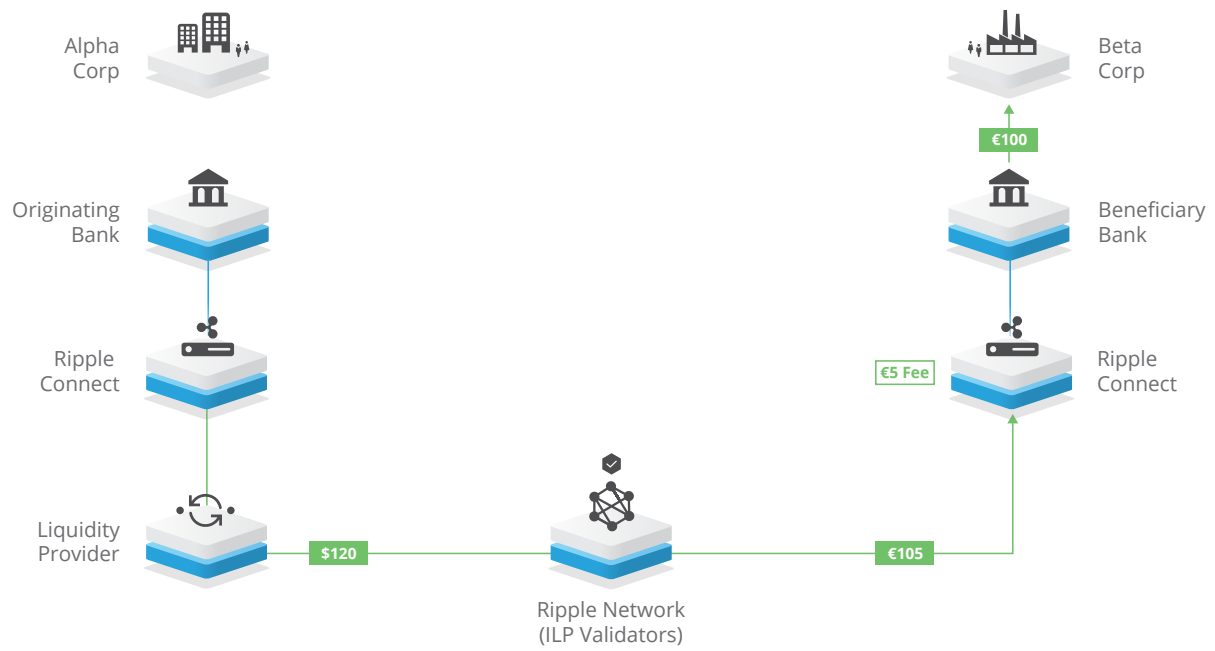 Alpha
Corp
Beta
Corp
€100
Originating
Bank
Beneficiary
Bank
Ripple
Connect
€5 Fee
Ripple
Connect
Liquidity
Provider
$120
€105
Ripple Network
(ILP Validators)